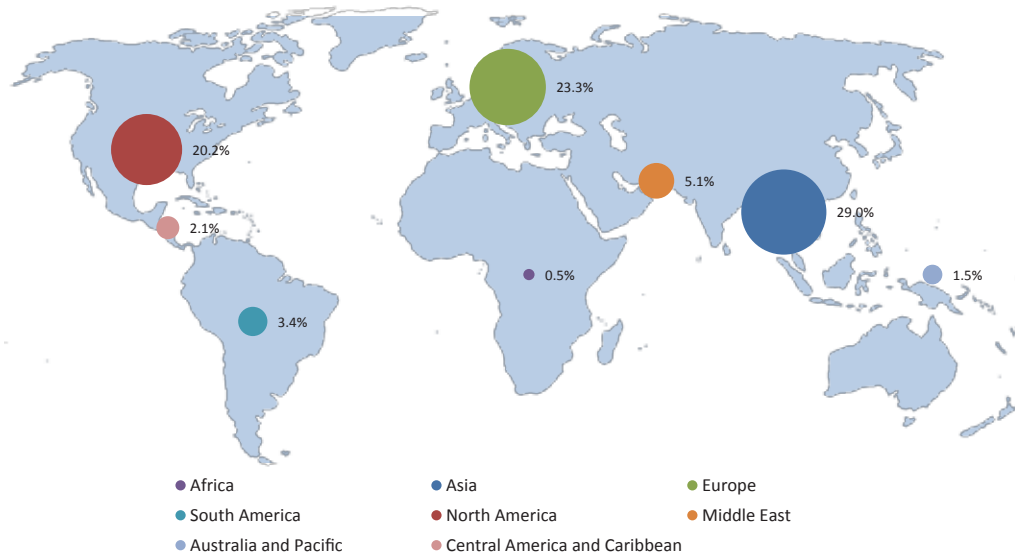 23.3%
20.2%
5.1%
29.0%
2.1%
0.5%
1.5%
3.4%
Africa Asia Europe
South America North America Middle East
Australia and Pacific Central America and Caribbean